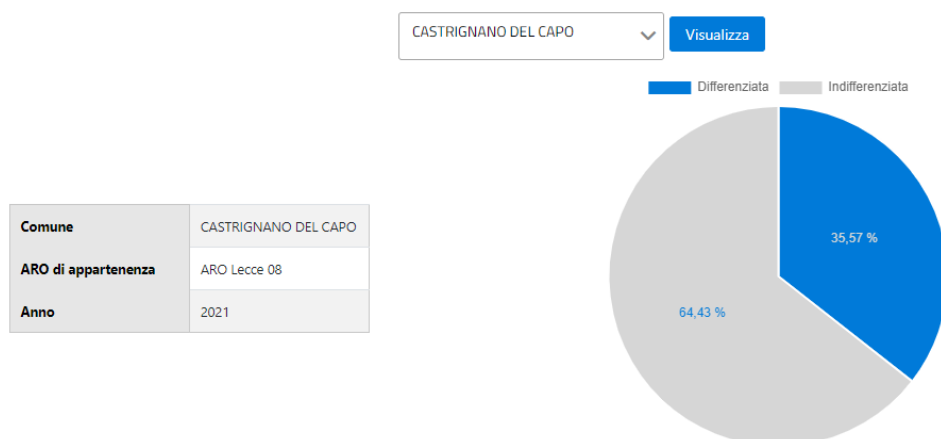 CASTRIGNANO DEL CAPO
Visualizza
Differenziata Indifferenziata
Comune CASTRIGNANO DEL CAPO
ARO di appartenenza ARO Lecce 08
Anno 2021
35,57 %
64,43 %